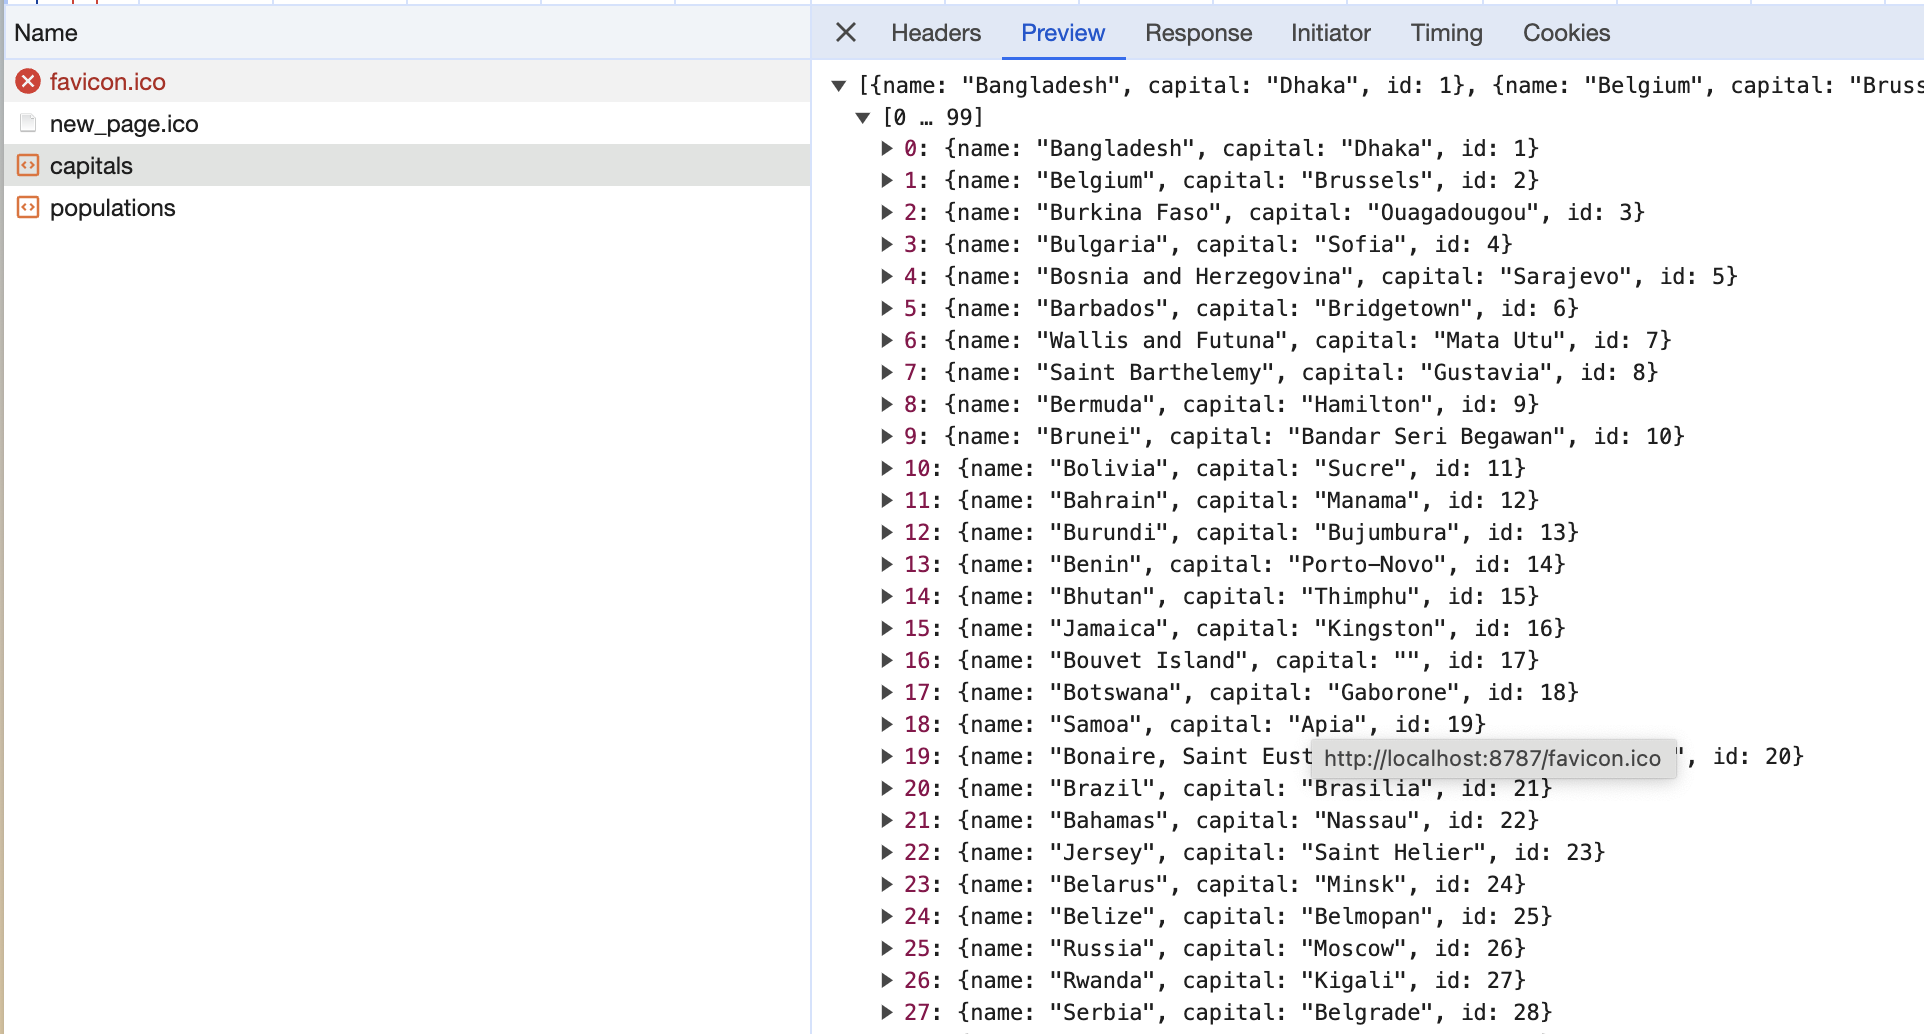 Name
favicon.ico
new_page.ico
capitals
populations
Headers Preview Response Initiator Timing Cookies
[{name: "Bangladesh", capital: "Dhaka", id: 1}, {name: "Belgium", capital: "Bruss
[0 … 99]
0: {name: "Bangladesh", capital: "Dhaka", id: 1}
1: {name: "Belgium", capital: "Brussels", id: 2}
2: {name: "Burkina Faso", capital: "Ouagadougou", id: 3}
3: {name: "Bulgaria", capital: "Sofia", id: 4}
4: {name: "Bosnia and Herzegovina", capital: "Sarajevo", id: 5}
5: {name: "Barbados", capital: "Bridgetown", id: 6}
6: {name: "Wallis and Futuna", capital: "Mata Utu", id: 7}
7: {name: "Saint Barthelemy", capital: "Gustavia", id: 8}
8: {name: "Bermuda", capital: "Hamilton", id: 9}
9: {name: "Brunei", capital: "Bandar Seri Begawan", id: 10}
10: {name: "Bolivia", capital: "Sucre", id: 11}
11: {name: "Bahrain", capital: "Manama", id: 12}
12: {name: "Burundi", capital: "Bujumbura", id: 13}
13: {name: "Benin", capital: "Porto-Novo", id: 14}
14: {name: "Bhutan", capital: "Thimphu", id: 15}
15: {name: "Jamaica", capital: "Kingston", id: 16}
16: {name: "Bouvet Island", capital: "", id: 17}
17: {name: "Botswana", capital: "Gaborone", id: 18}
18: {name: "Samoa", capital: "Apia", id: 19}
19: {name: "Bonaire, Saint Eust http://localhost:8787/favicon.ico ", id: 20}
20: {name: "Brazil", capital: "Brasilia", id: 21}
21: {name: "Bahamas", capital: "Nassau", id: 22}
22: {name: "Jersey", capital: "Saint Helier", id: 23}
23: {name: "Belarus", capital: "Minsk", id: 24}
24: {name: "Belize", capital: "Belmopan", id: 25}
25: {name: "Russia", capital: "Moscow", id: 26}
26: {name: "Rwanda", capital: "Kigali", id: 27}
27: {name: "Serbia", capital: "Belgrade", id: 28}